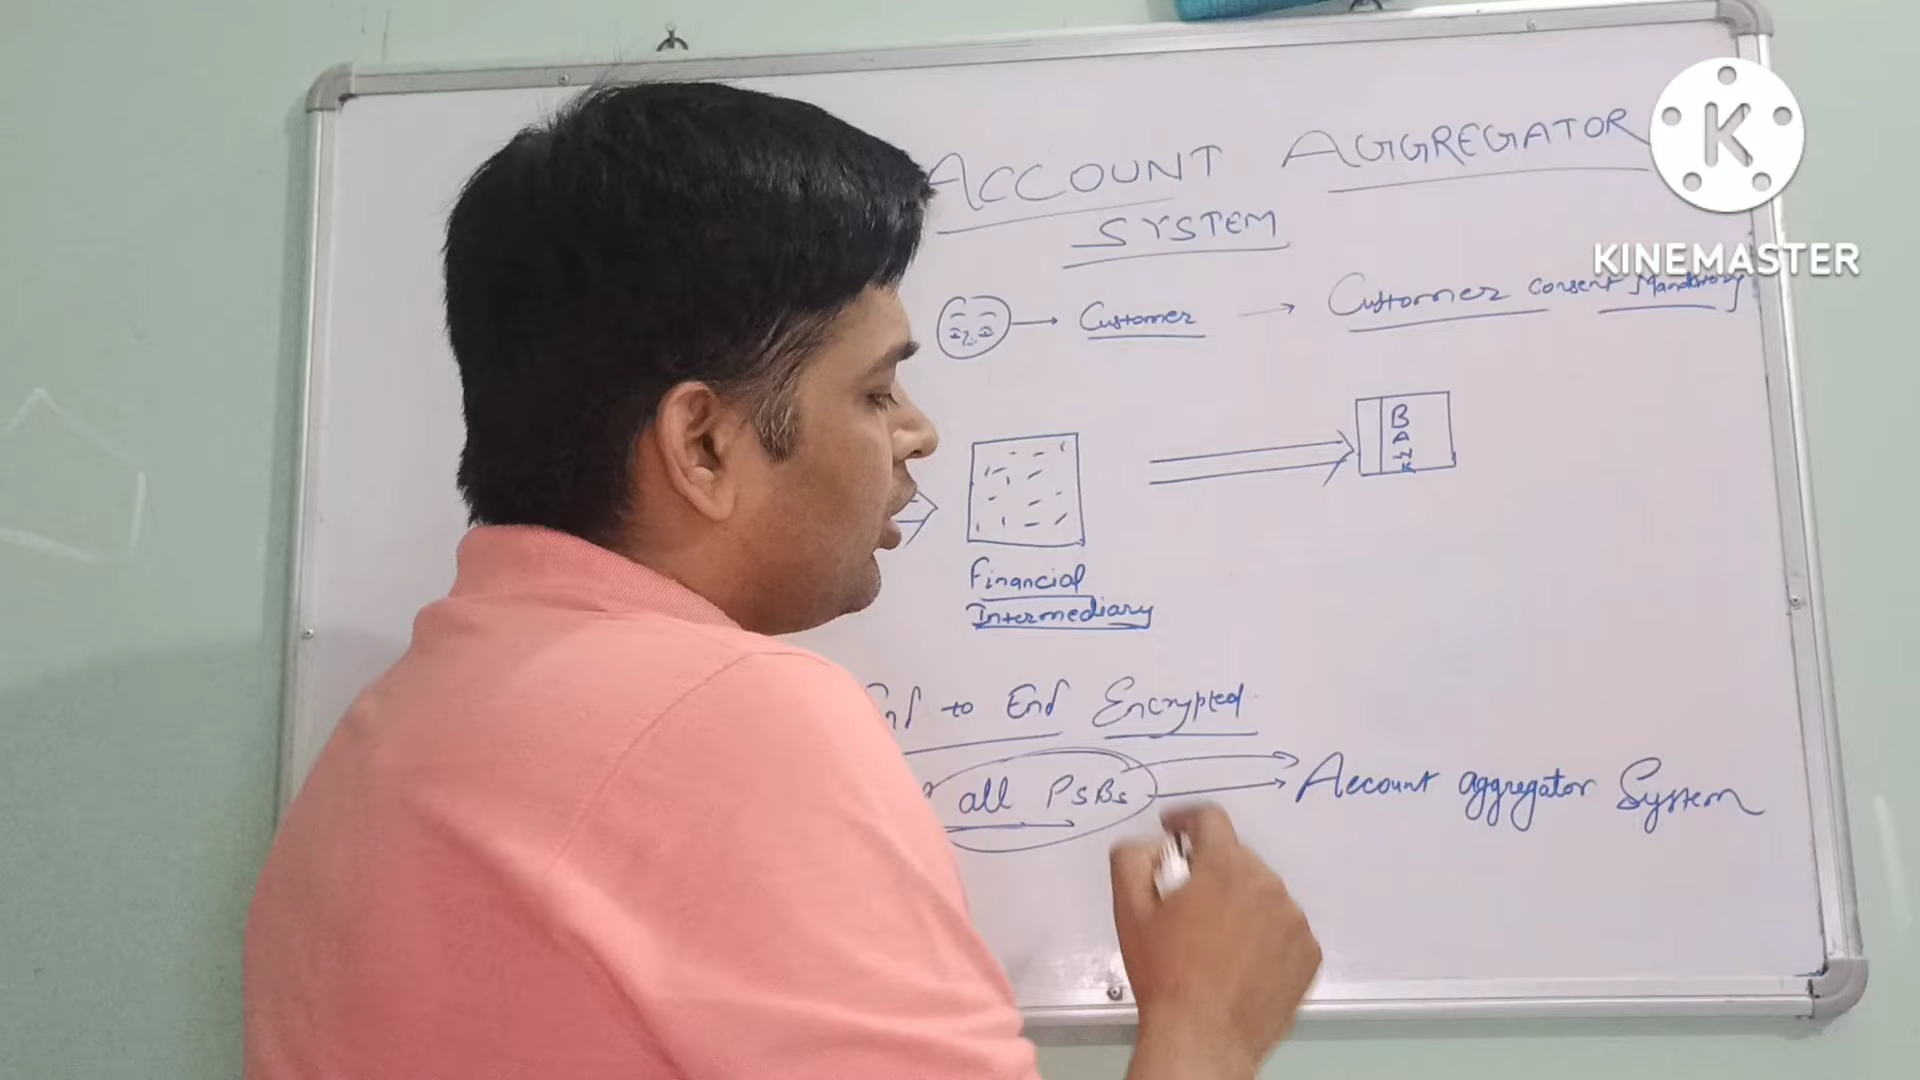 ACCOUNT AGGREGATOR
SYSTEM
K
KINEMASTER
Customer → Customer consent Mandatory
BANK
Financial
Intermediary
to End Encrypted
all PSBs → Account aggregator System